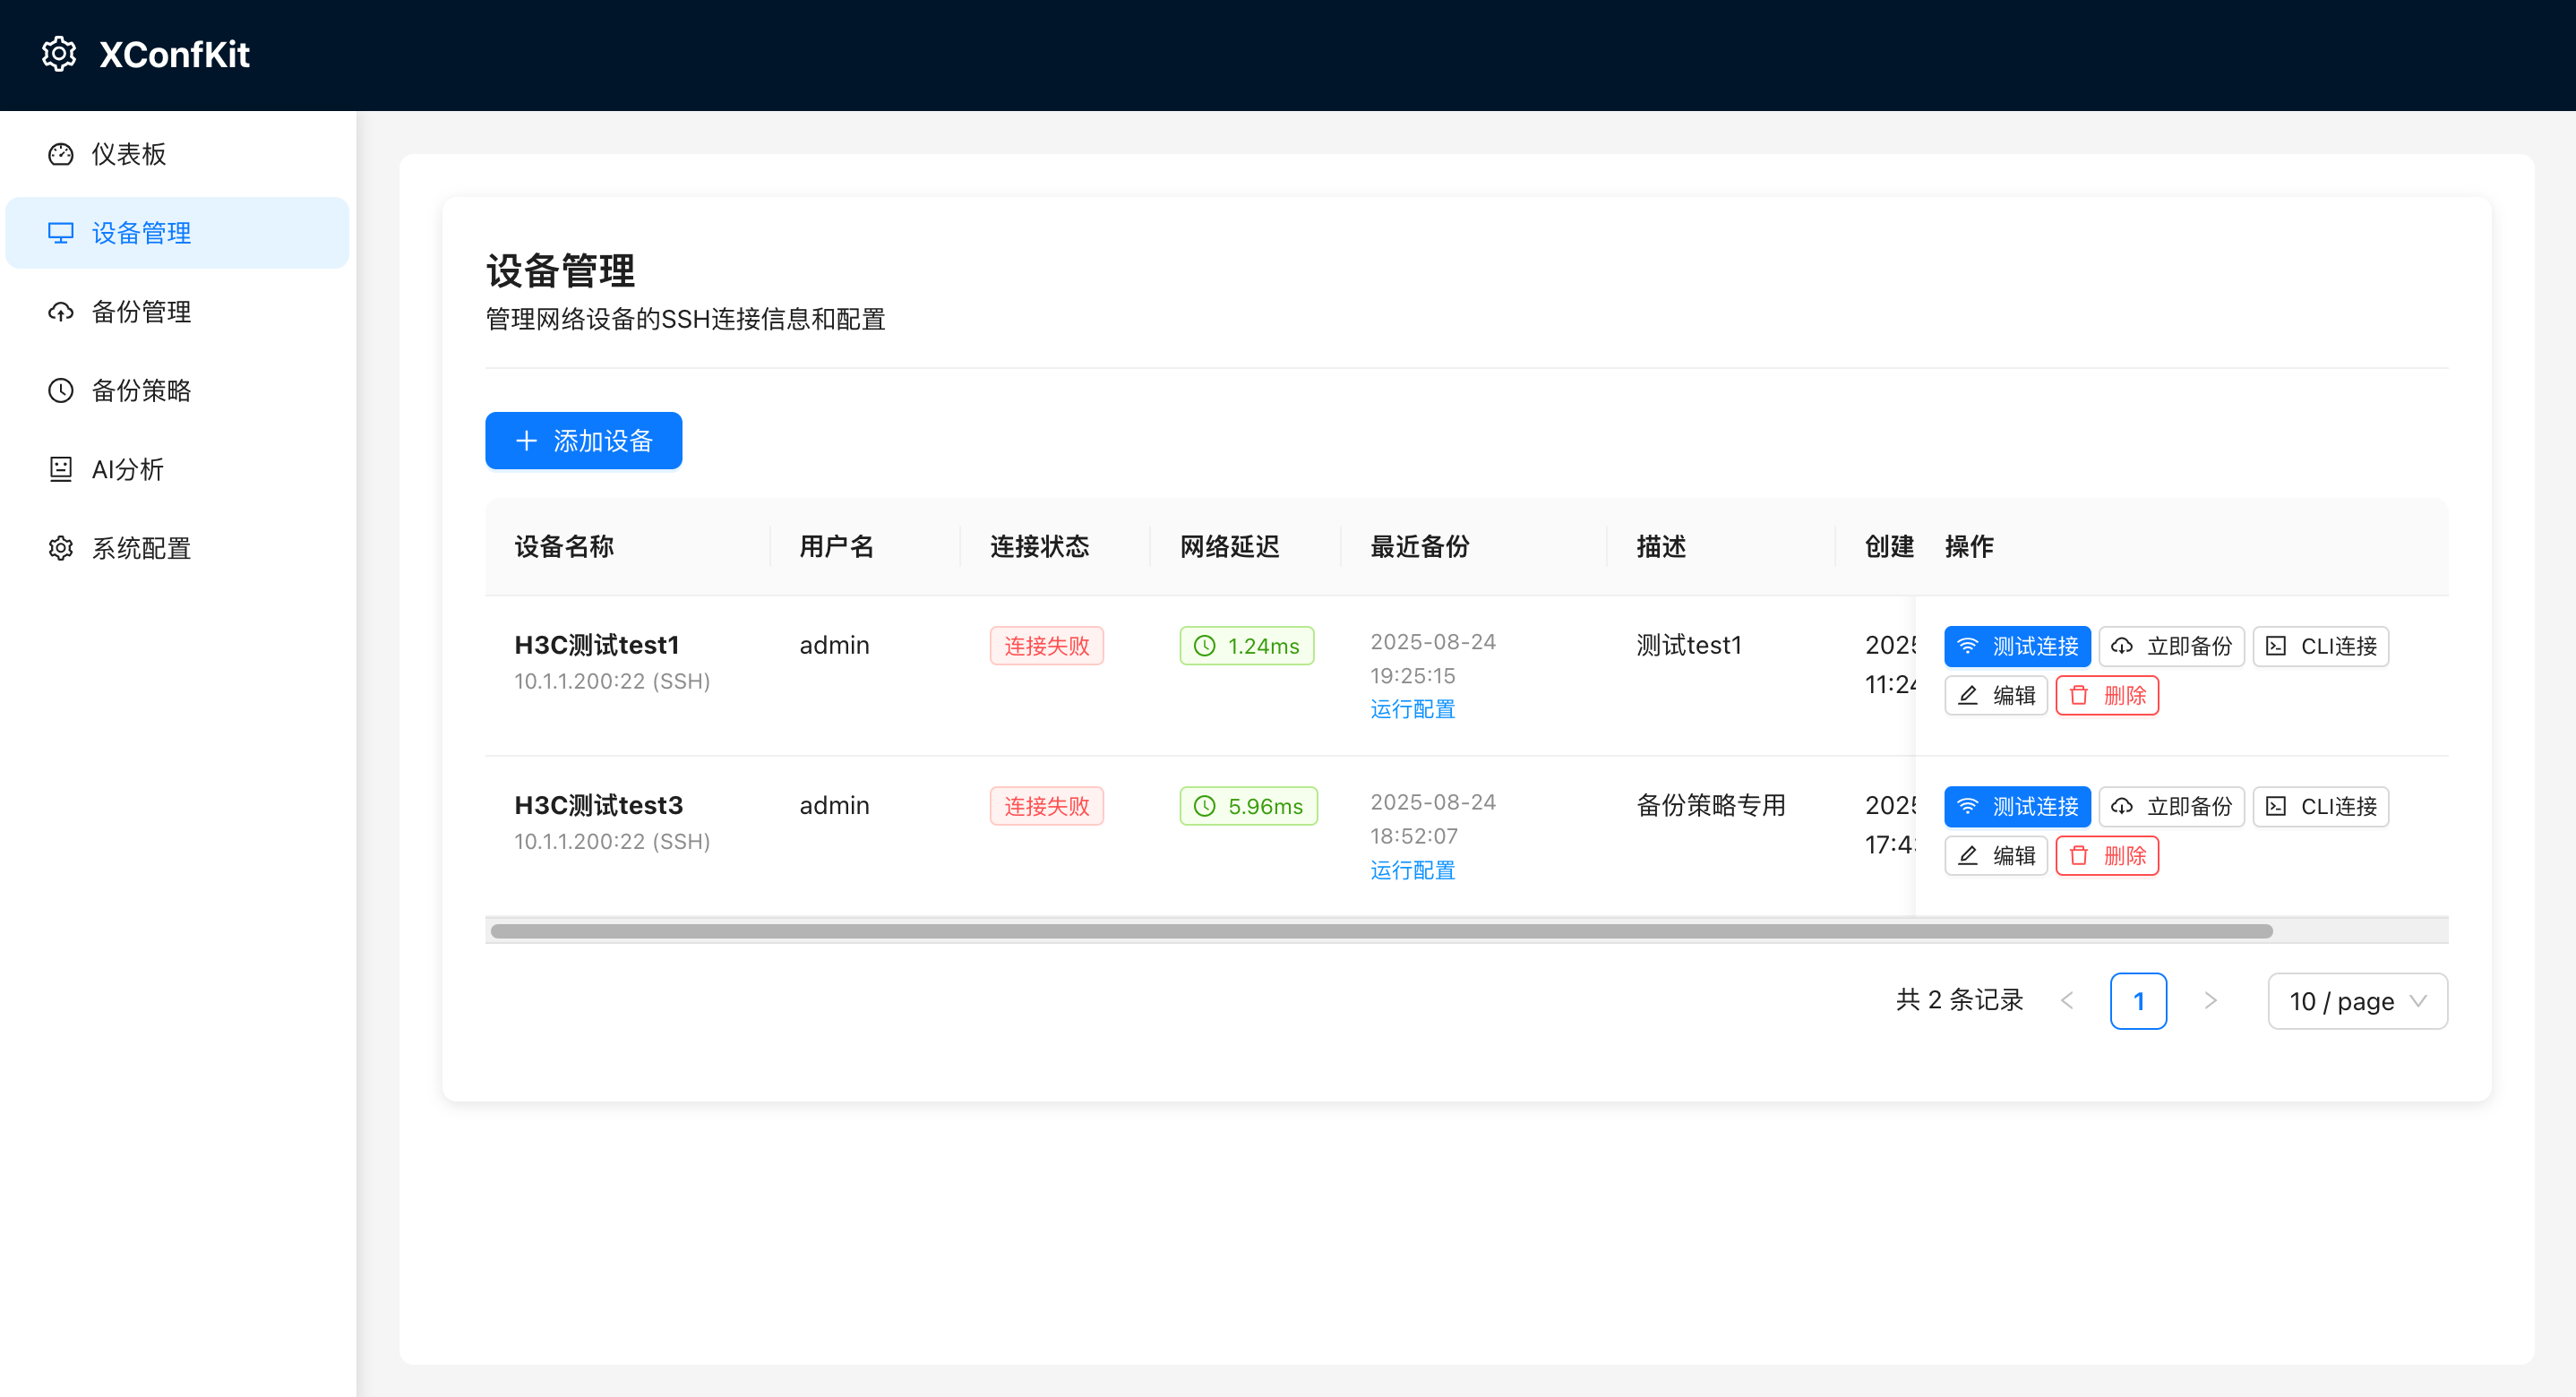 XConfKit
仪表板
设备管理
备份管理
备份策略
AI分析
系统配置
设备管理
管理网络设备的SSH连接信息和配置
添加设备
设备名称 用户名 连接状态 网络延迟 最近备份 描述 创建 操作
H3C测试test1 admin 连接失败 1.24ms 2025-08-24 测试test1 2025 测试连接 立即备份 CLI连接
10.1.1.200:22 (SSH) 19:25:15 11:24 编辑 删除
运行配置
H3C测试test3 admin 连接失败 5.96ms 2025-08-24 备份策略专用 2025 测试连接 立即备份 CLI连接
10.1.1.200:22 (SSH) 18:52:07 17:4 编辑 删除
运行配置
共 2 条记录 1 10 / page